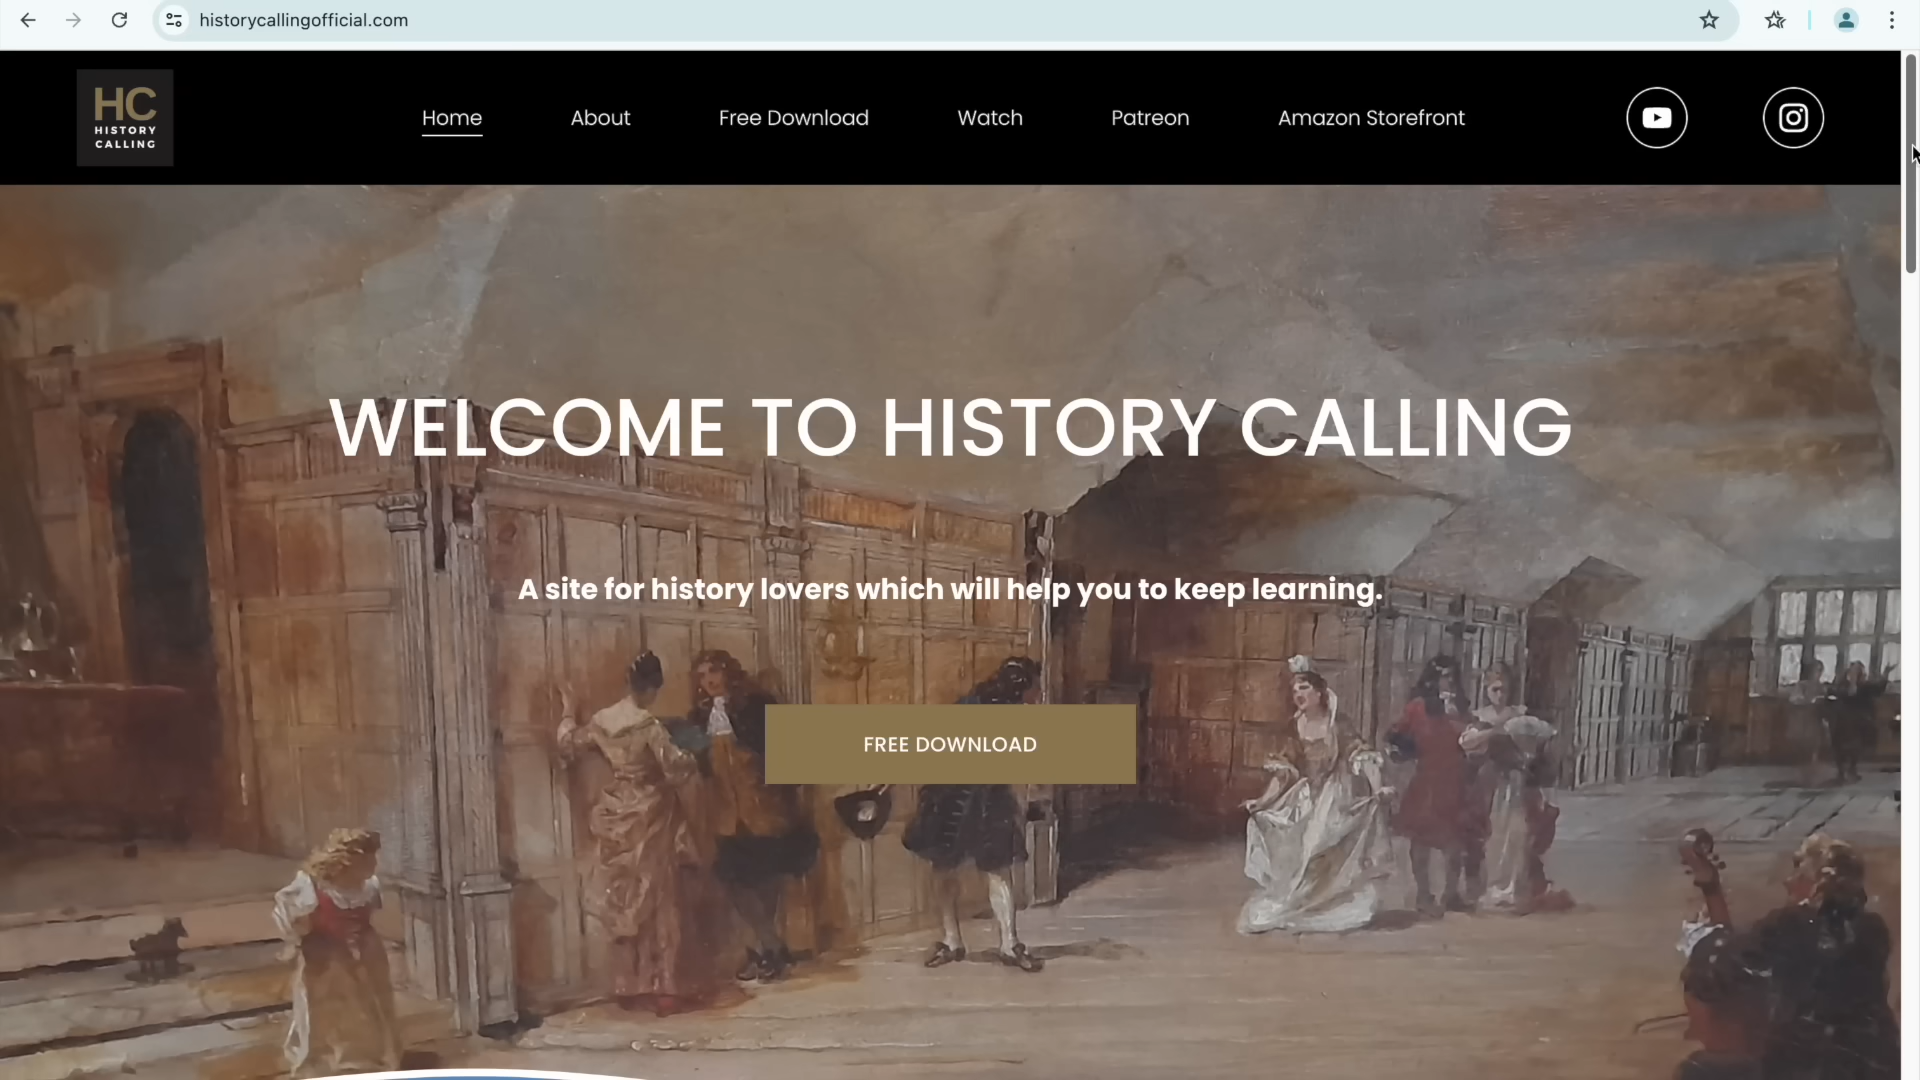 historycallingofficial.com
HC
HISTORY
CALLING
Home
About
Free Download
Watch
Patreon
Amazon Storefront
WELCOME TO HISTORY CALLING
A site for history lovers which will help you to keep learning.
FREE DOWNLOAD